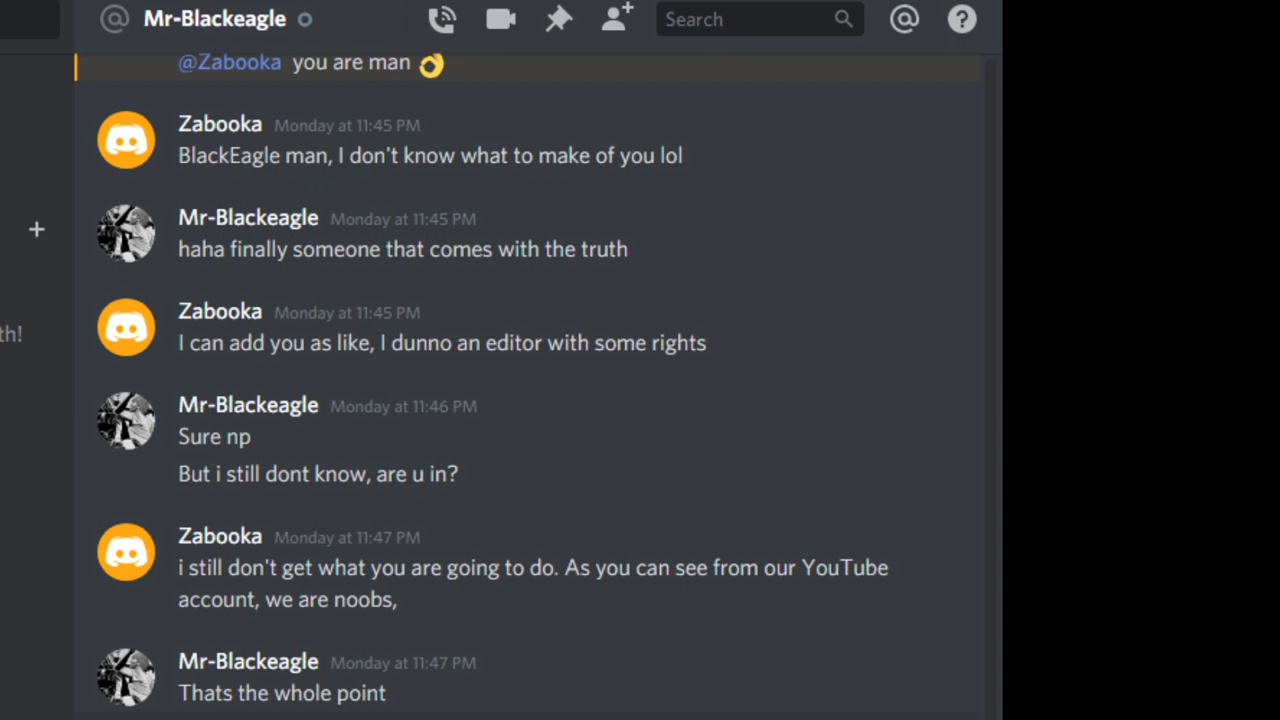 Mr-Blackeagle
Search
@Zabooka you are man
Zabooka Monday at 11:45 PM
BlackEagle man, I don't know what to make of you lol
Mr-Blackeagle Monday at 11:45 PM
haha finally someone that comes with the truth
Zabooka Monday at 11:45 PM
th!
I can add you as like, I dunno an editor with some rights
Mr-Blackeagle Monday at 11:46 PM
Sure np
But i still dont know, are u in?
Zabooka Monday at 11:47 PM
i still don't get what you are going to do. As you can see from our YouTube
account, we are noobs,
Mr-Blackeagle Monday at 11:47 PM
Thats the whole point